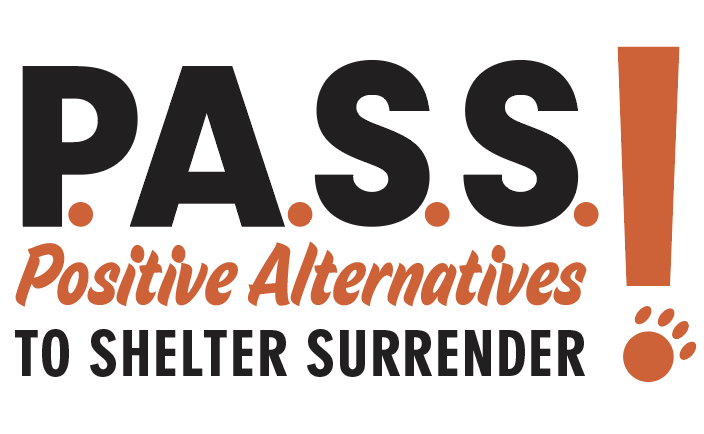 P.A.S.S.!
Positive Alternatives
TO SHELTER SURRENDER